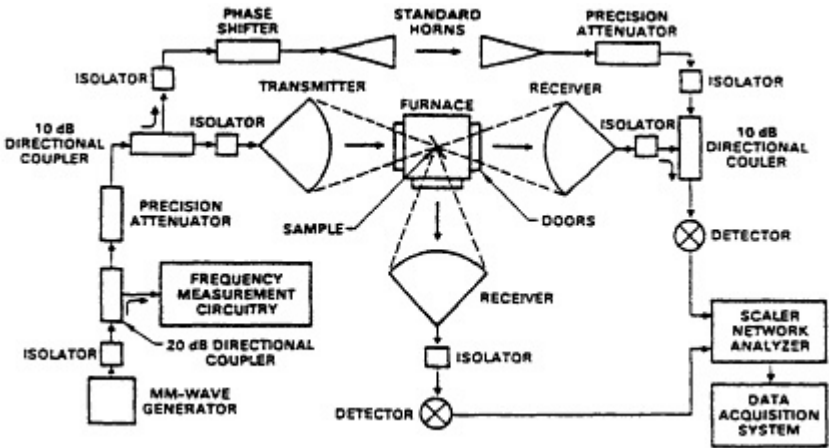 PHASE
SHIFTER
STANDARD
HORNS
PRECISION
ATTENUATOR
ISOLATOR
ISOLATOR
TRANSMITTER
FURNACE
RECEIVER
10 dB
DIRECTIONAL
COUPLER
ISOLATOR
ISOLATOR
10 dB
DIRECTIONAL
COULER
PRECISION
ATTENUATOR
SAMPLE
DOORS
DETECTOR
FREQUENCY
MEASUREMENT
CIRCUITRY
RECEIVER
SCALER
NETWORK
ANALYZER
ISOLATOR
20 dB DIRECTIONAL
COUPLER
ISOLATOR
MM-WAVE
GENERATOR
DETECTOR
DATA
ACQUISITION
SYSTEM